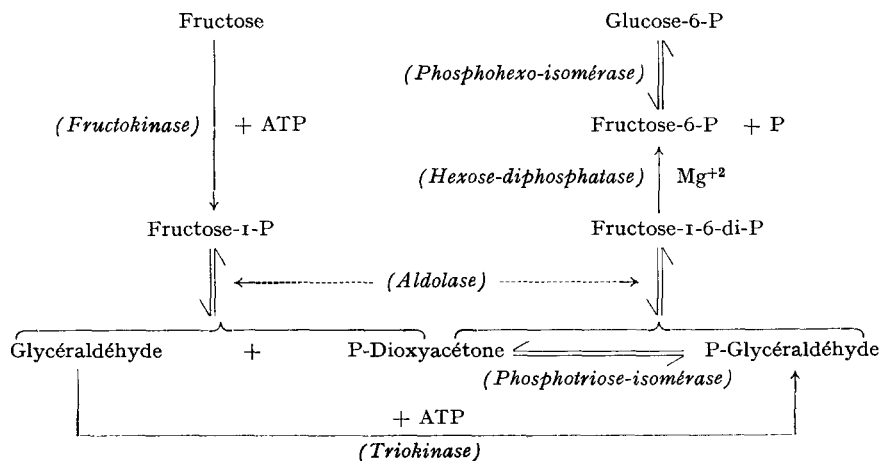 Fructose Glucose-6-P
(Phosphohexo-isomérase)
(Fructokinase) + ATP Fructose-6-P + P
(Hexose-diphosphatase) Mg+2
Fructose-1-P Fructose-1-6-di-P
(Aldolase)
Glycéraldéhyde + P-Dioxyacétone P-Glycéraldéhyde
(Phosphotriose-isomérase)
+ ATP
(Triokinase)